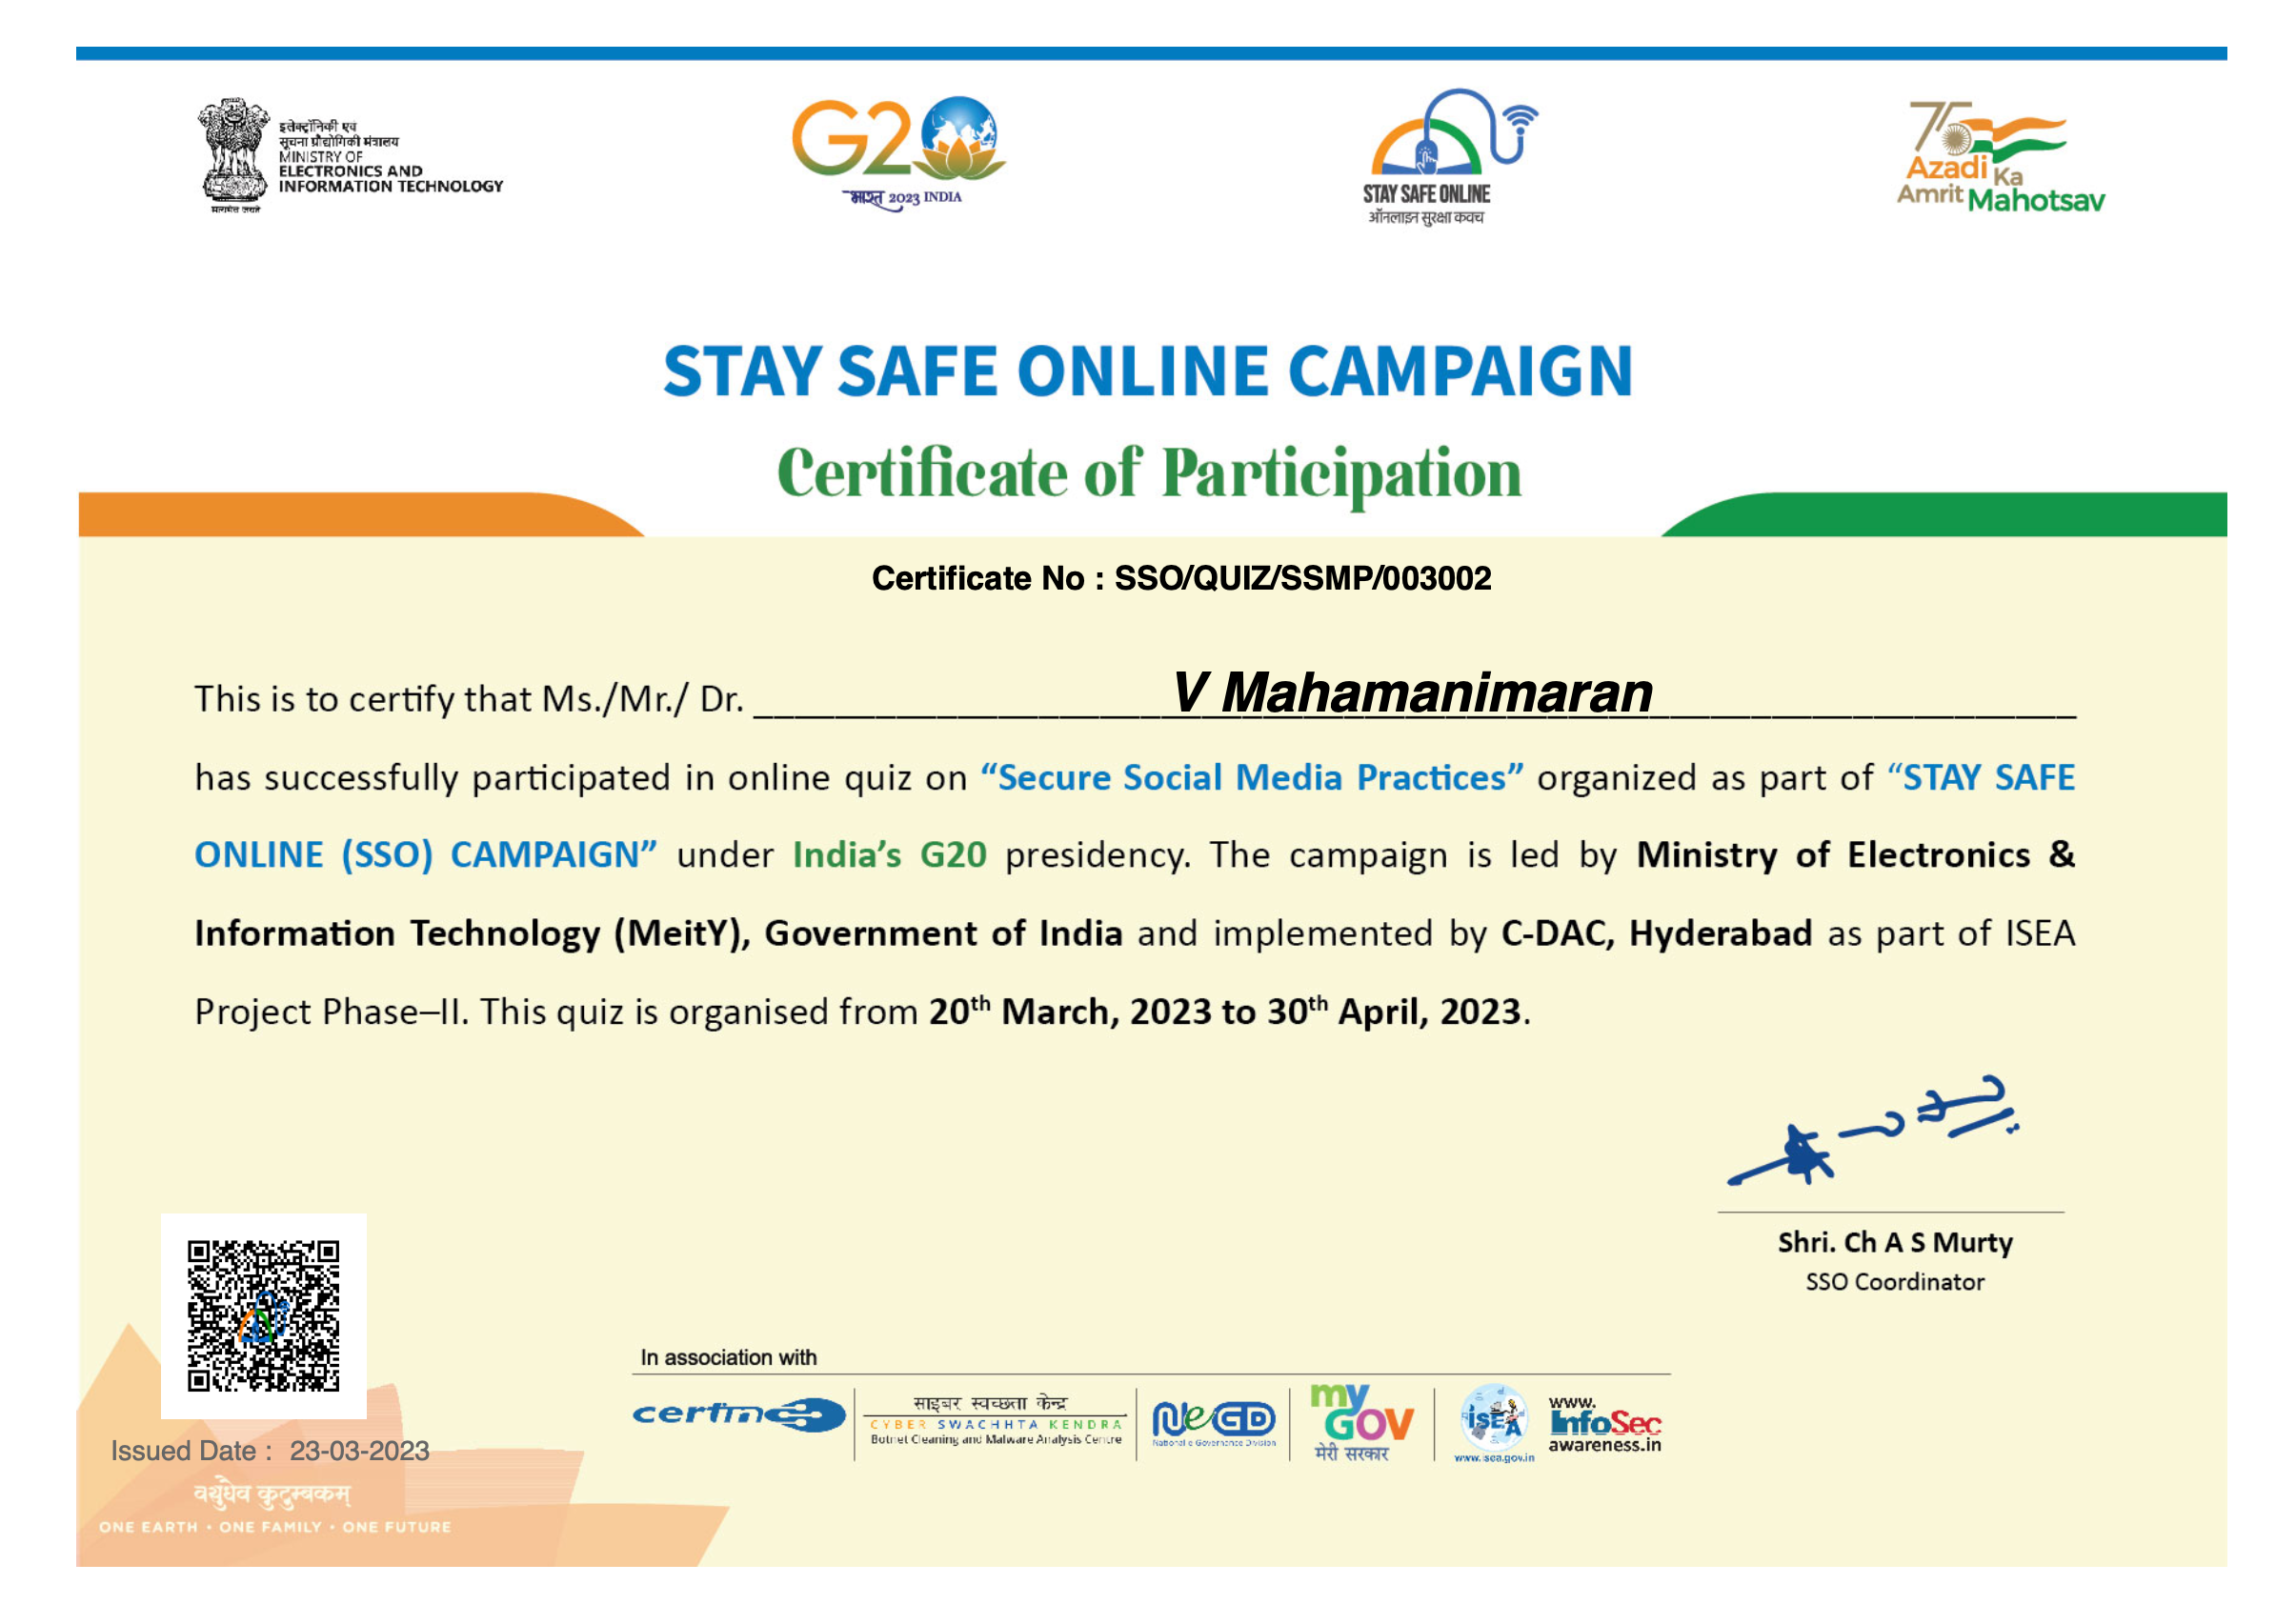 इलेक्ट्रॉनिकी एवं
सूचना प्रौद्योगिकी मंत्रालय
MINISTRY OF
ELECTRONICS AND
INFORMATION TECHNOLOGY
सत्यमेव जयते
G20
भारत 2023 INDIA
STAY SAFE ONLINE
ऑनलाइन सुरक्षा कवच
75
Azadi Ka
Amrit Mahotsav
STAY SAFE ONLINE CAMPAIGN
Certificate of Participation
Certificate No : SSO/QUIZ/SSMP/003002
This is to certify that Ms./Mr./ Dr. V Mahamanimaran
has successfully participated in online quiz on “Secure Social Media Practices” organized as part of “STAY SAFE
ONLINE (SSO) CAMPAIGN” under India’s G20 presidency. The campaign is led by Ministry of Electronics &
Information Technology (MeitY), Government of India and implemented by C-DAC, Hyderabad as part of ISEA
Project Phase–II. This quiz is organised from 20th March, 2023 to 30th April, 2023.
Shri. Ch A S Murty
SSO Coordinator
In association with
साइबर स्वच्छता केन्द्र
CYBER SWACHHTA KENDRA
Botnet Cleaning and Malware Analysis Centre
NeGD
National e Governance Division
my
GOV
मेरी सरकार
ISEA
www.isea.gov.in
www.
InfoSec
awareness.in
Issued Date : 23-03-2023
वसुधैव कुटुम्बकम्
ONE EARTH • ONE FAMILY • ONE FUTURE